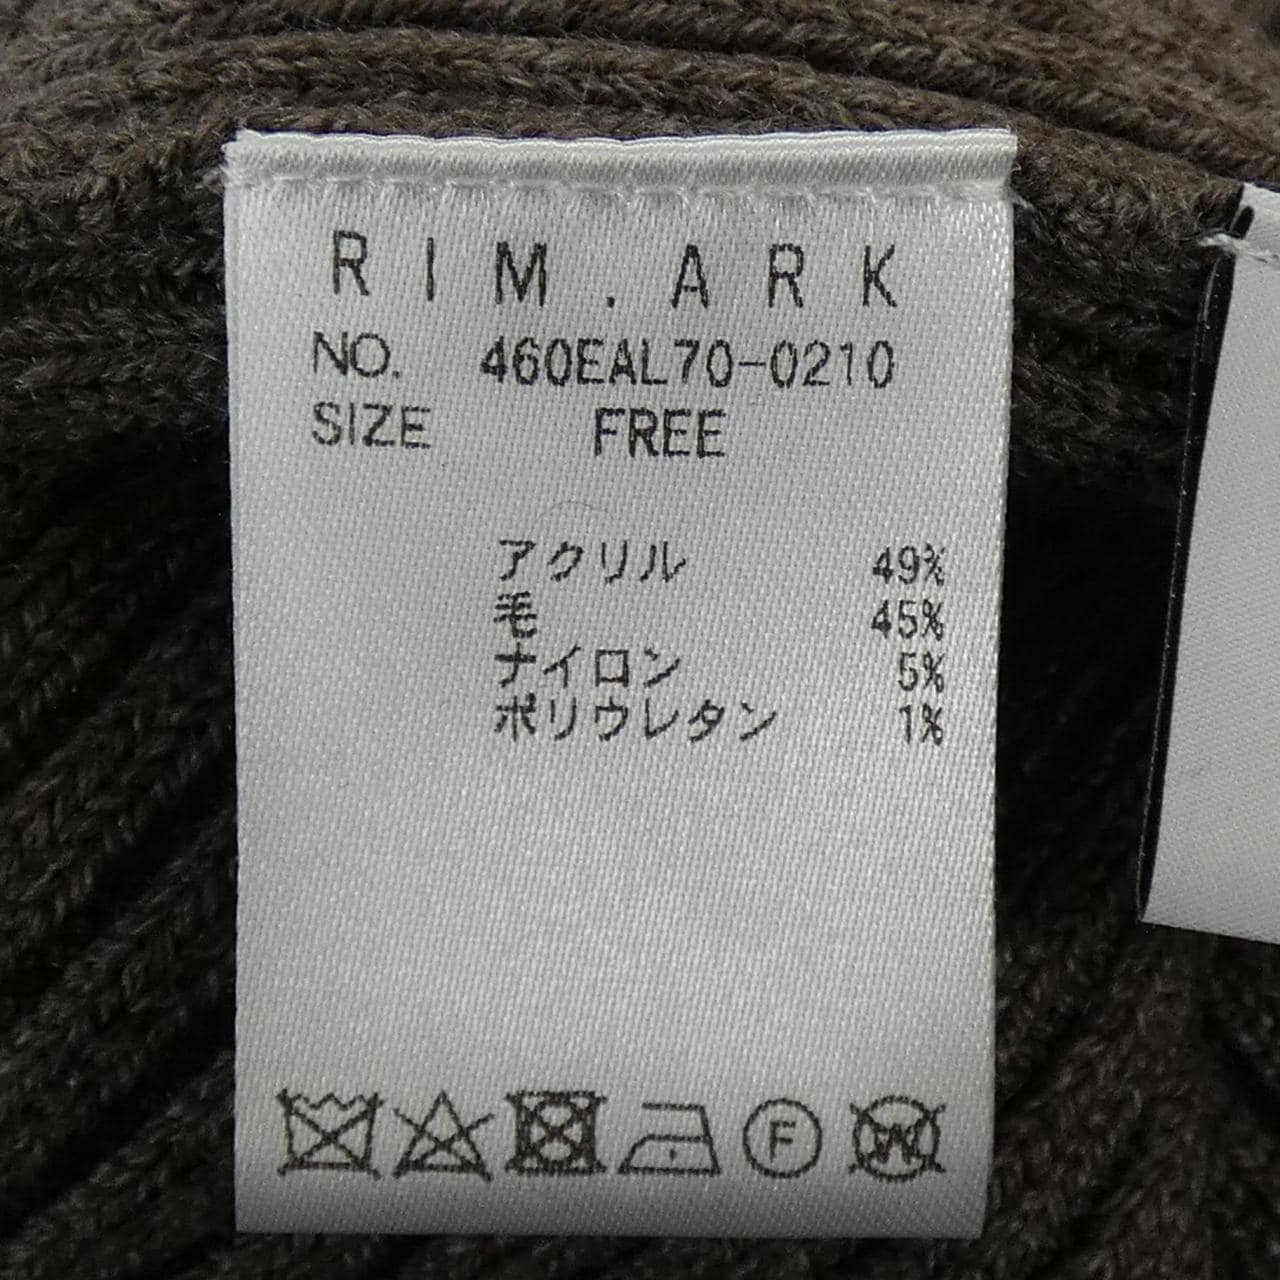 RIM.ARK
NO. 460EAL70-0210
SIZE FREE
アクリル 49%
毛 45%
ナイロン 5%
ポリウレタン 1%
F W